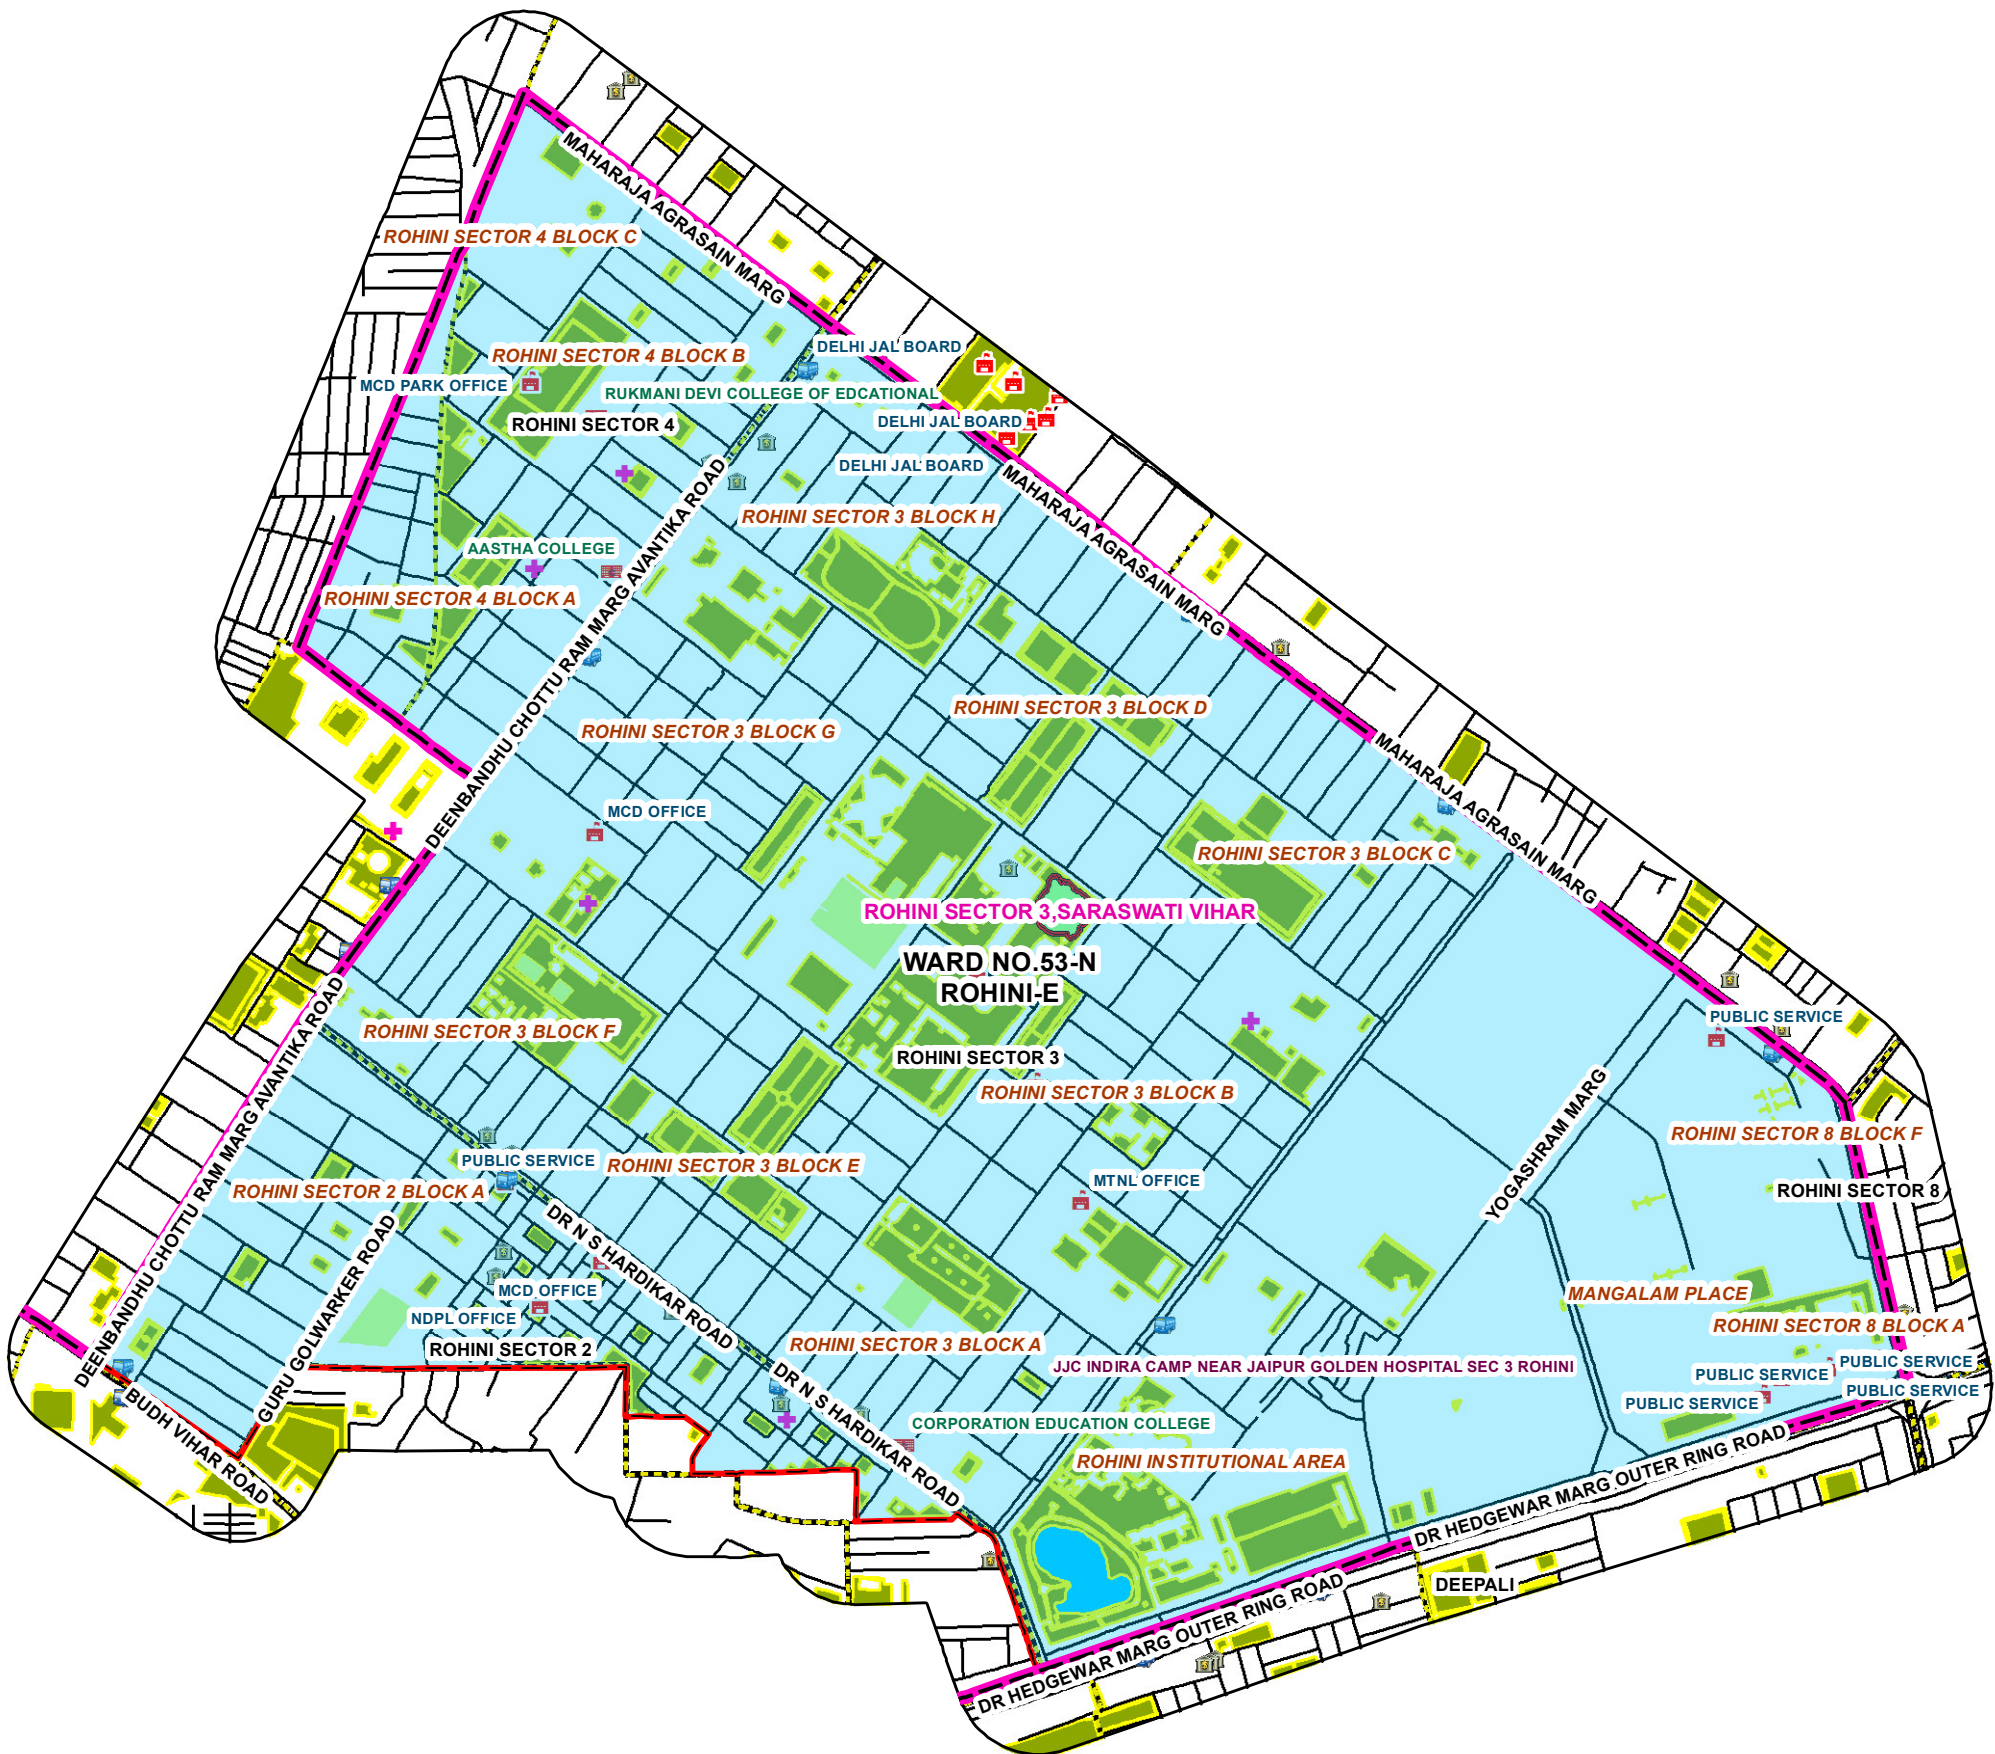 MAHARAJA AGRASAIN MARG
ROHINI SECTOR 4 BLOCK C
DELHI JAL BOARD
ROHINI SECTOR 4 BLOCK B
MCD PARK OFFICE
RUKMANI DEVI COLLEGE OF EDCATIONAL
ROHINI SECTOR 4
DELHI JAL BOARD
DELHI JAL BOARD
MAHARAJA AGRASAIN MARG
ROHINI SECTOR 3 BLOCK H
AASTHA COLLEGE
ROHINI SECTOR 4 BLOCK A
DEENBANDHU CHOTTU RAM MARG AVANTIKA ROAD
ROHINI SECTOR 3 BLOCK D
ROHINI SECTOR 3 BLOCK G
MAHARAJA AGRASAIN MARG
MCD OFFICE
ROHINI SECTOR 3 BLOCK C
ROHINI SECTOR 3,SARASWATI VIHAR
WARD NO.53-N
ROHINI-E
PUBLIC SERVICE
ROHINI SECTOR 3 BLOCK F
ROHINI SECTOR 3
ROHINI SECTOR 3 BLOCK B
YOGASHRAM MARG
ROHINI SECTOR 8 BLOCK F
DEENBANDHU CHOTTU RAM MARG AVANTIKA ROAD
PUBLIC SERVICE
ROHINI SECTOR 3 BLOCK E
MTNL OFFICE
ROHINI SECTOR 2 BLOCK A
ROHINI SECTOR 8
DR N S HARDIKAR ROAD
GURU GOLWARKER ROAD
MCD OFFICE
MANGALAM PLACE
NDPL OFFICE
ROHINI SECTOR 8 BLOCK A
ROHINI SECTOR 2
ROHINI SECTOR 3 BLOCK A
JJC INDIRA CAMP NEAR JAIPUR GOLDEN HOSPITAL SEC 3 ROHINI
PUBLIC SERVICE
PUBLIC SERVICE
PUBLIC SERVICE
PUBLIC SERVICE
DR N S HARDIKAR ROAD
BUDH VIHAR ROAD
CORPORATION EDUCATION COLLEGE
ROHINI INSTITUTIONAL AREA
DR HEDGEWAR MARG OUTER RING ROAD
DEEPALI
DR HEDGEWAR MARG OUTER RING ROAD